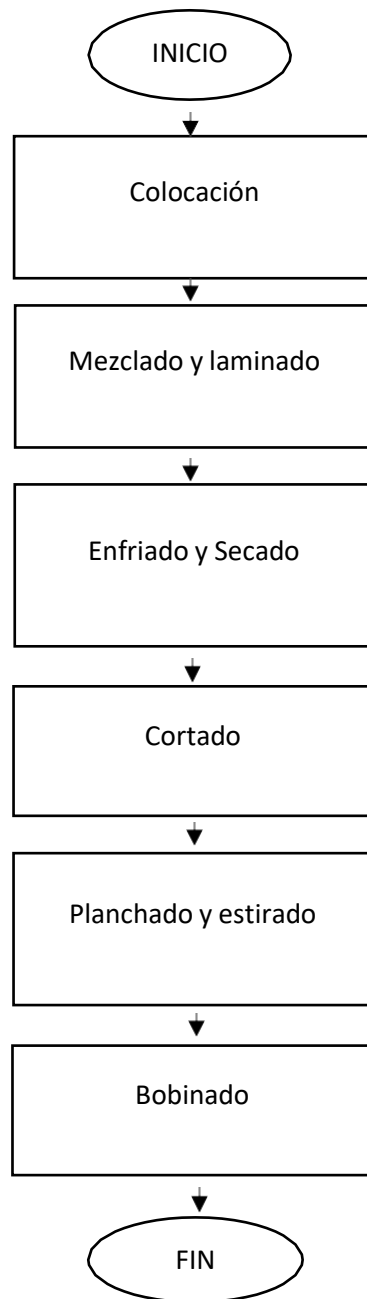 INICIO
Colocación
Mezclado y laminado
Enfriado y Secado
Cortado
Planchado y estirado
Bobinado
FIN